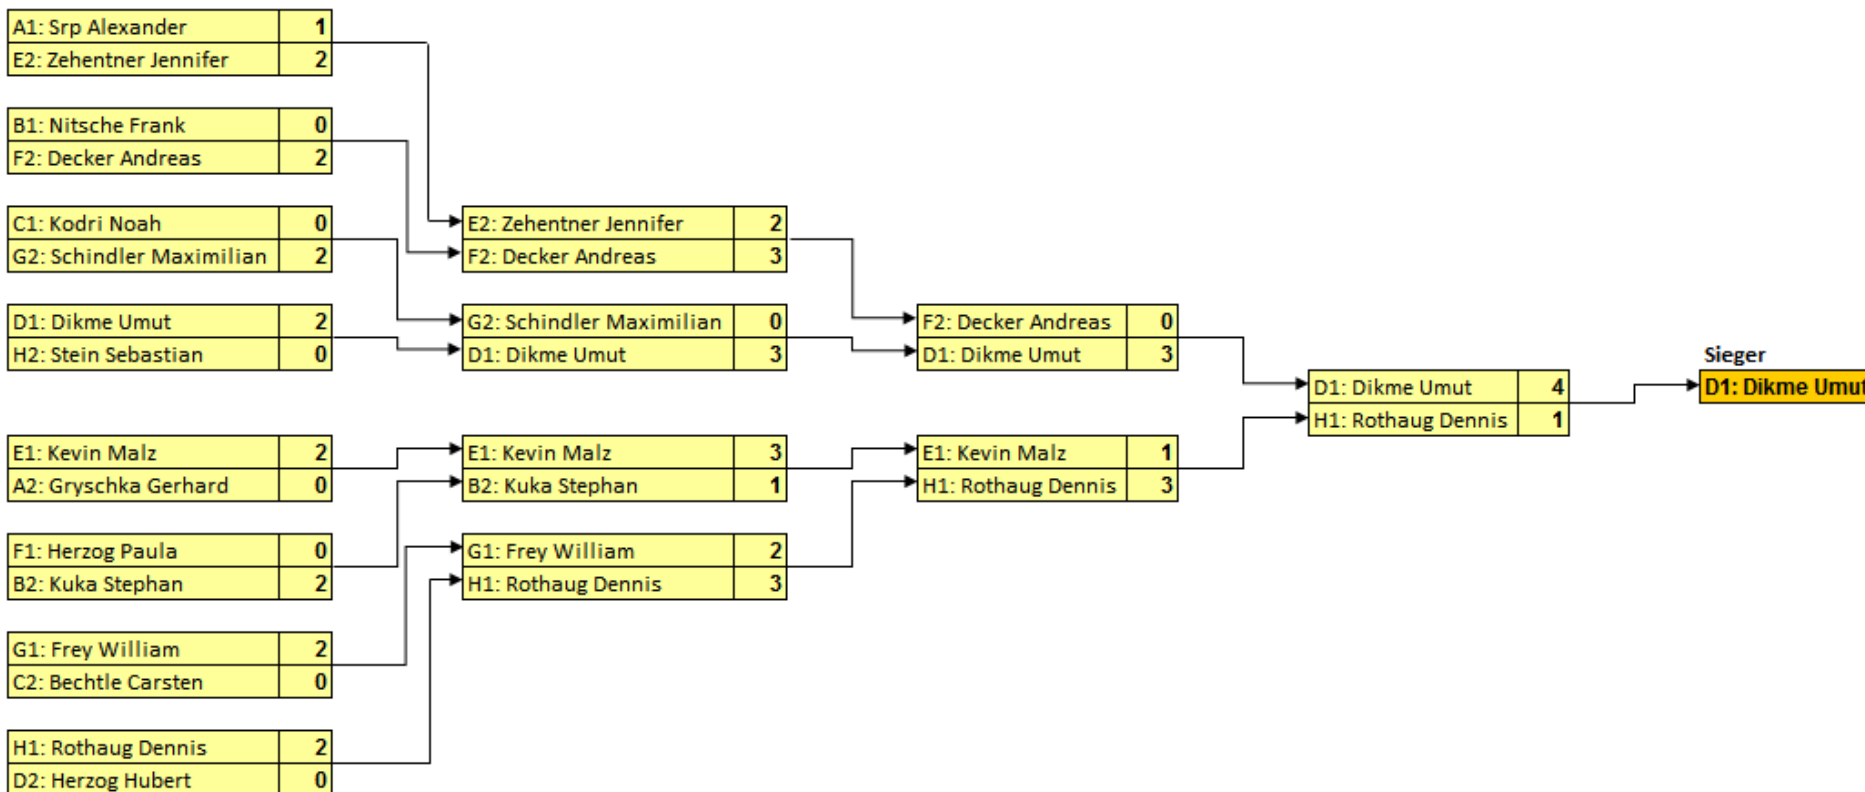 A1: Srp Alexander 1
E2: Zehentner Jennifer 2
B1: Nitsche Frank 0
F2: Decker Andreas 2
C1: Kodri Noah 0
G2: Schindler Maximilian 2
D1: Dikme Umut 2
H2: Stein Sebastian 0
E1: Kevin Malz 2
A2: Gryschka Gerhard 0
F1: Herzog Paula 0
B2: Kuka Stephan 2
G1: Frey William 2
C2: Bechtle Carsten 0
H1: Rothaug Dennis 2
D2: Herzog Hubert 0
E2: Zehentner Jennifer 2
F2: Decker Andreas 3
G2: Schindler Maximilian 0
D1: Dikme Umut 3
E1: Kevin Malz 3
B2: Kuka Stephan 1
G1: Frey William 2
H1: Rothaug Dennis 3
F2: Decker Andreas 0
D1: Dikme Umut 3
E1: Kevin Malz 1
H1: Rothaug Dennis 3
D1: Dikme Umut 4
H1: Rothaug Dennis 1
Sieger
D1: Dikme Umut